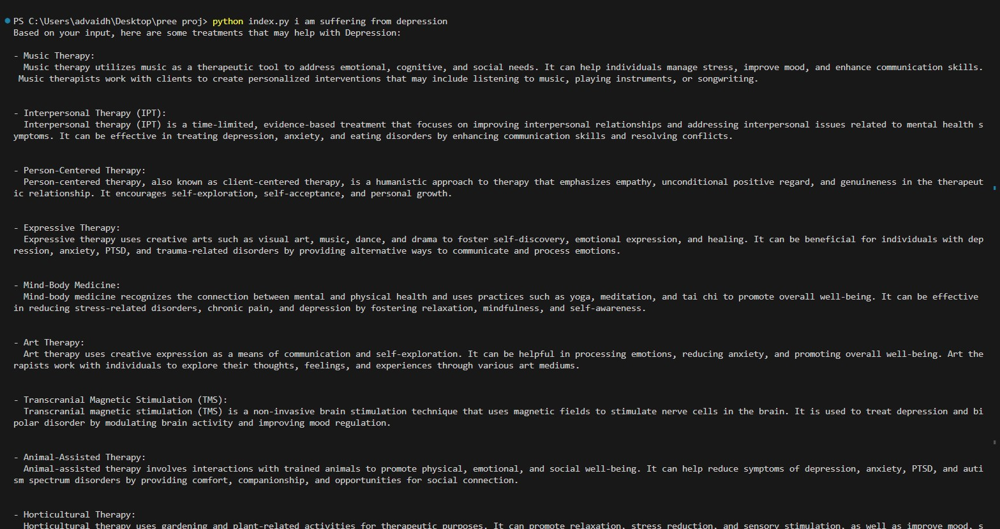 PS C:\Users\advaidh\Desktop\pree proj> python index.py i am suffering from depression
Based on your input, here are some treatments that may help with Depression:
- Music Therapy:
Music therapy utilizes music as a therapeutic tool to address emotional, cognitive, and social needs. It can help individuals manage stress, improve mood, and enhance communication skills.
Music therapists work with clients to create personalized interventions that may include listening to music, playing instruments, or songwriting.
- Interpersonal Therapy (IPT):
Interpersonal therapy (IPT) is a time-limited, evidence-based treatment that focuses on improving interpersonal relationships and addressing interpersonal issues related to mental health s
ymptoms. It can be effective in treating depression, anxiety, and eating disorders by enhancing communication skills and resolving conflicts.
- Person-Centered Therapy:
Person-centered therapy, also known as client-centered therapy, is a humanistic approach to therapy that emphasizes empathy, unconditional positive regard, and genuineness in the therapeut
ic relationship. It encourages self-exploration, self-acceptance, and personal growth.
- Expressive Therapy:
Expressive therapy uses creative arts such as visual art, music, dance, and drama to foster self-discovery, emotional expression, and healing. It can be beneficial for individuals with dep
ression, anxiety, PTSD, and trauma-related disorders by providing alternative ways to communicate and process emotions.
- Mind-Body Medicine:
Mind-body medicine recognizes the connection between mental and physical health and uses practices such as yoga, meditation, and tai chi to promote overall well-being. It can be effective
in reducing stress-related disorders, chronic pain, and depression by fostering relaxation, mindfulness, and self-awareness.
- Art Therapy:
Art therapy uses creative expression as a means of communication and self-exploration. It can be helpful in processing emotions, reducing anxiety, and promoting overall well-being. Art the
rapists work with individuals to explore their thoughts, feelings, and experiences through various art mediums.
- Transcranial Magnetic Stimulation (TMS):
Transcranial magnetic stimulation (TMS) is a non-invasive brain stimulation technique that uses magnetic fields to stimulate nerve cells in the brain. It is used to treat depression and bi
polar disorder by modulating brain activity and improving mood regulation.
- Animal-Assisted Therapy:
Animal-assisted therapy involves interactions with trained animals to promote physical, emotional, and social well-being. It can help reduce symptoms of depression, anxiety, PTSD, and auti
sm spectrum disorders by providing comfort, companionship, and opportunities for social connection.
- Horticultural Therapy:
Horticultural therapy uses gardening and plant-related activities for therapeutic purposes. It can promote relaxation, stress reduction, and sensory stimulation, as well as improve mood, s